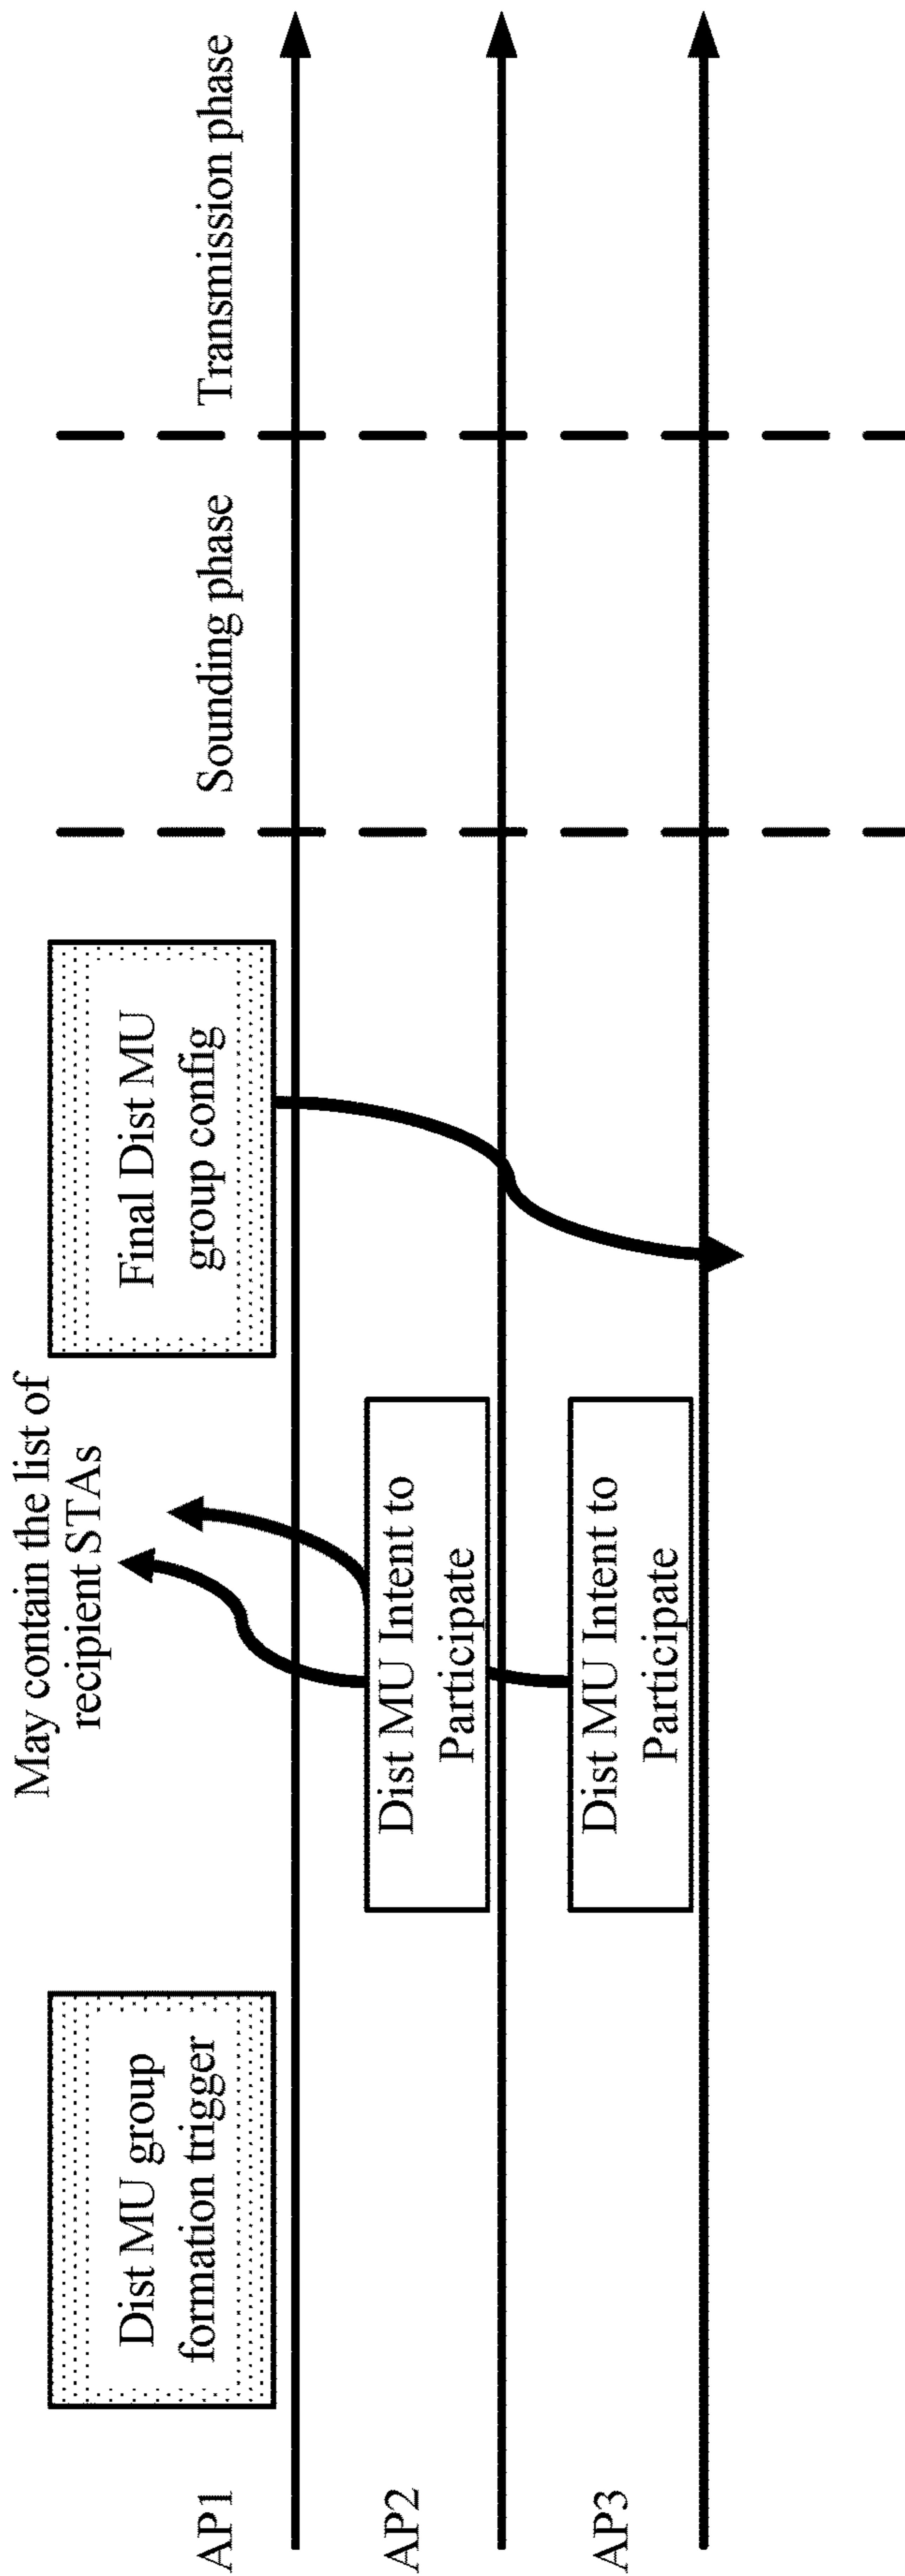 AP1
Dist MU group
formation trigger
May contain the list of
recipient STAs
Final Dist MU
group config
Sounding phase
Transmission phase
AP2
Dist MU Intent to
Participate
AP3
Dist MU Intent to
Participate